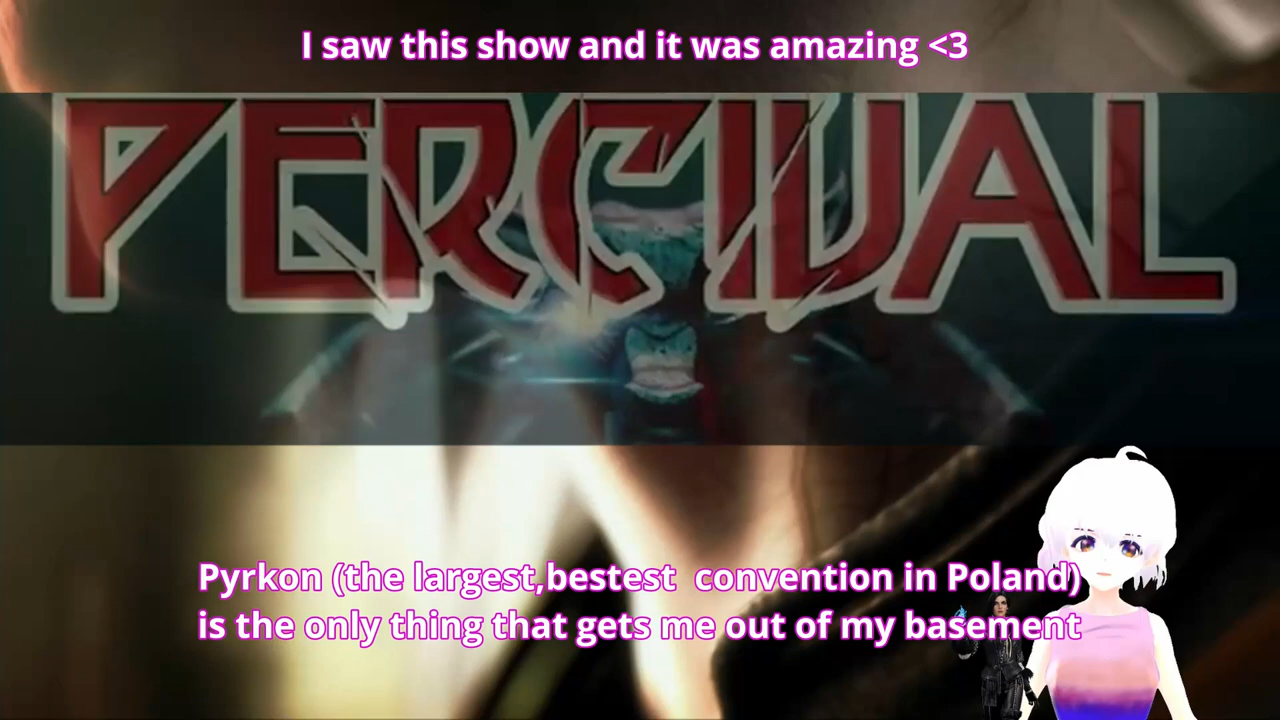 I saw this show and it was amazing <3
PERCIVAL
Pyrkon (the largest,bestest  convention in Poland)
is the only thing that gets me out of my basement